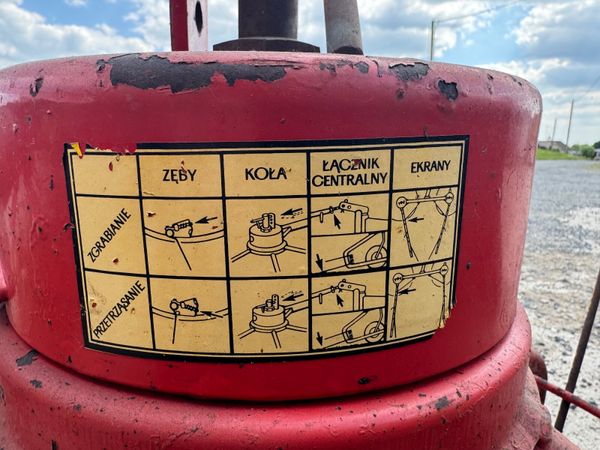 ZĘBY KOŁA ŁĄCZNIK CENTRALNY EKRANY
ZGRABIANIE
PRZETRZĄSANIE